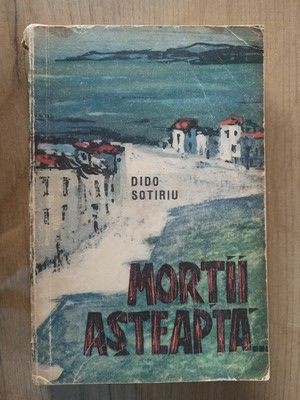 DIDO
SOTIRIU
MORȚII
AȘTEAPTĂ...